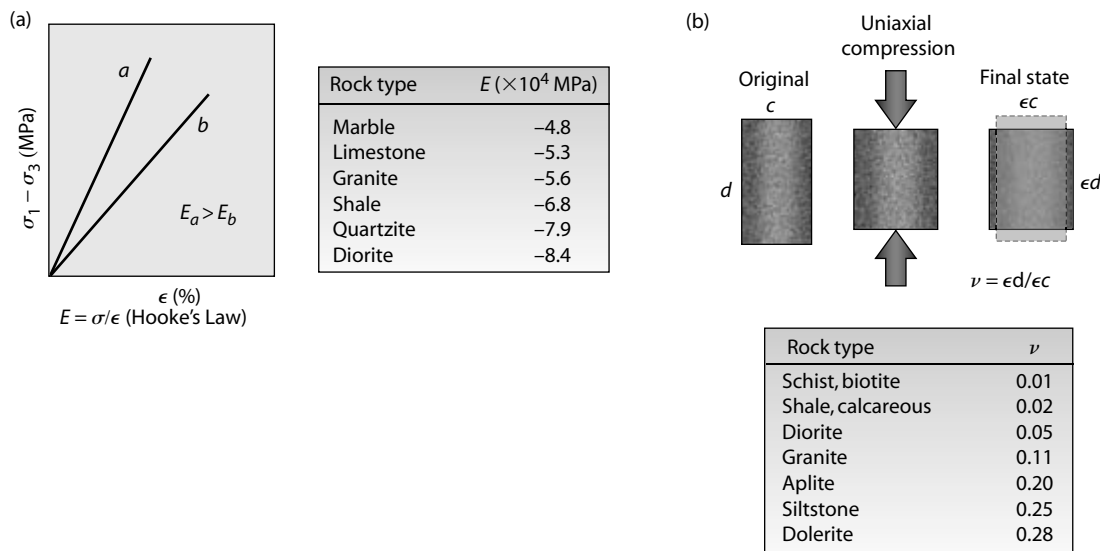 (a)
a
b
σ1 – σ3 (MPa)
Ea > Eb
ϵ (%)
E = σ/ϵ (Hooke's Law)
Rock type E (×10⁴ MPa)
Marble –4.8
Limestone –5.3
Granite –5.6
Shale –6.8
Quartzite –7.9
Diorite –8.4
(b)
Uniaxial
compression
Original
c
d
Final state
ϵc
ϵd
ν = ϵd/ϵc
Rock type ν
Schist, biotite 0.01
Shale, calcareous 0.02
Diorite 0.05
Granite 0.11
Aplite 0.20
Siltstone 0.25
Dolerite 0.28